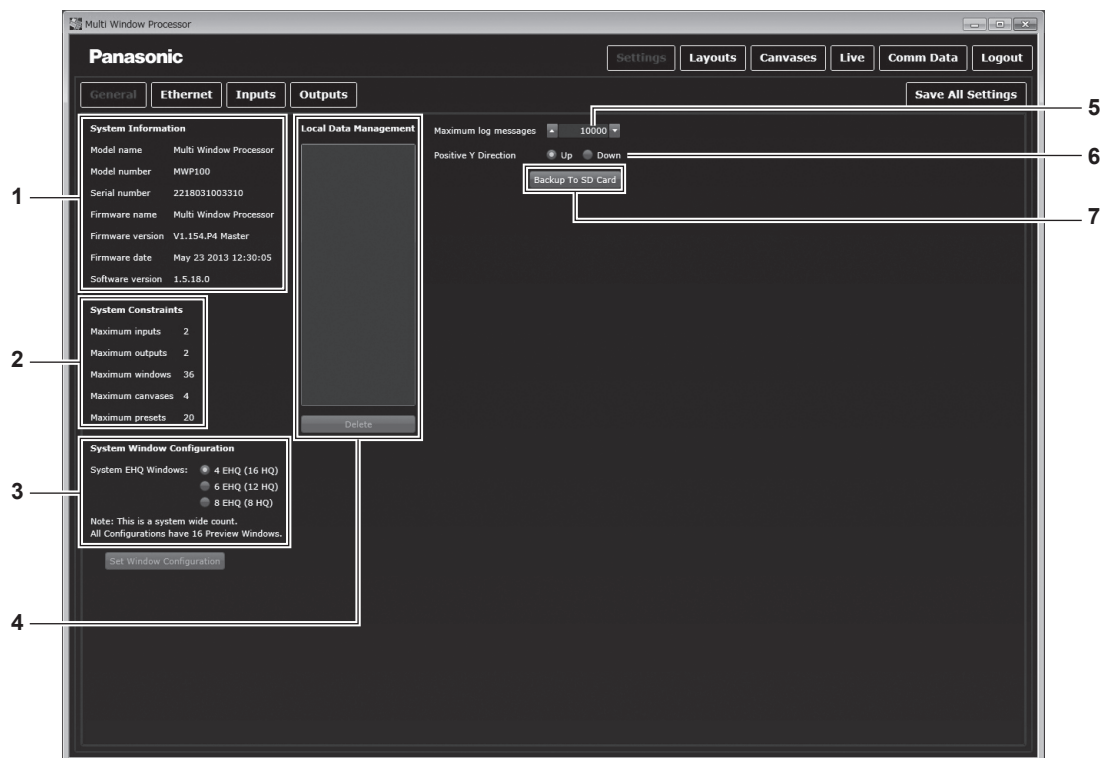 Multi Window Processor
Panasonic
Settings Layouts Canvases Live Comm Data Logout
General Ethernet Inputs Outputs Save All Settings
System Information
Model name Multi Window Processor
Model number MWP100
Serial number 2218031003310
Firmware name Multi Window Processor
Firmware version V1.154.P4 Master
Firmware date May 23 2013 12:30:05
Software version 1.5.18.0
System Constraints
Maximum inputs 2
Maximum outputs 2
Maximum windows 36
Maximum canvases 4
Maximum presets 20
System Window Configuration
System EHQ Windows: 4 EHQ (16 HQ)
6 EHQ (12 HQ)
8 EHQ (8 HQ)
Note: This is a system wide count.
All Configurations have 16 Preview Windows.
Set Window Configuration
Local Data Management
Delete
Maximum log messages 10000
Positive Y Direction Up Down
Backup To SD Card
1
2
3
4
5
6
7